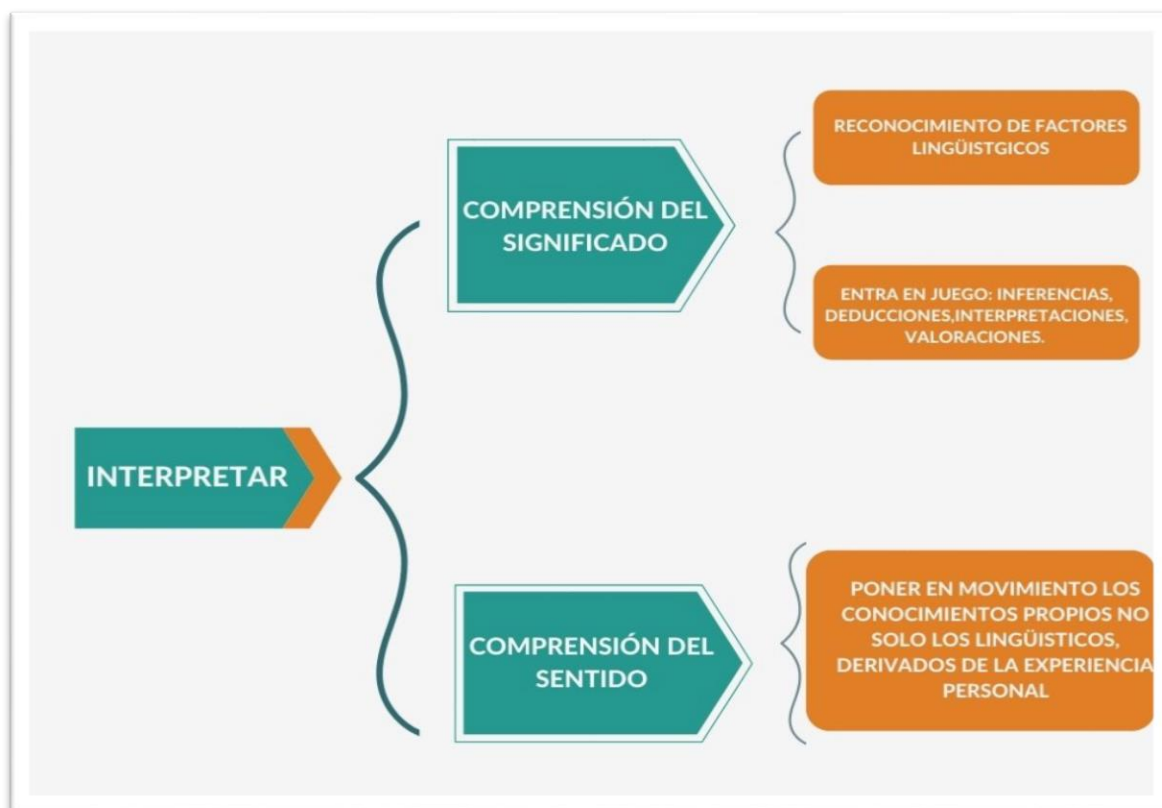 RECONOCIMIENTO DE FACTORES
LINGÜISTGICOS
COMPRENSIÓN DEL
SIGNIFICADO
ENTRA EN JUEGO: INFERENCIAS,
DEDUCCIONES,INTERPRETACIONES,
VALORACIONES.
INTERPRETAR
COMPRENSIÓN DEL
SENTIDO
PONER EN MOVIMIENTO LOS
CONOCIMIENTOS PROPIOS NO
SOLO LOS LINGÜISTICOS,
DERIVADOS DE LA EXPERIENCIA
PERSONAL